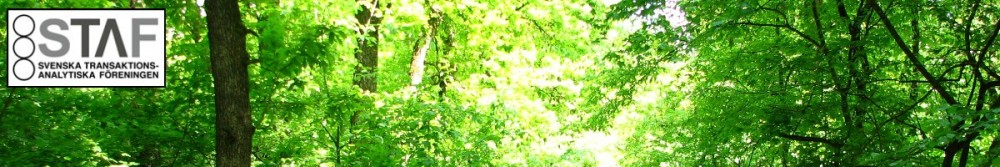 STAF
SVENSKA TRANSAKTIONS-
ANALYTISKA FÖRENINGEN